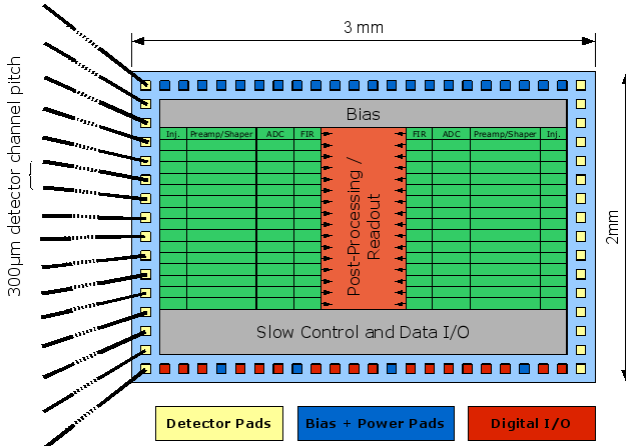 3 mm
300μm detector channel pitch
Bias
Inj. Preamp/Shaper ADC FIR
FIR ADC Preamp/Shaper Inj.
Post-Processing /
Readout
2mm
Slow Control and Data I/O
Detector Pads
Bias + Power Pads
Digital I/O